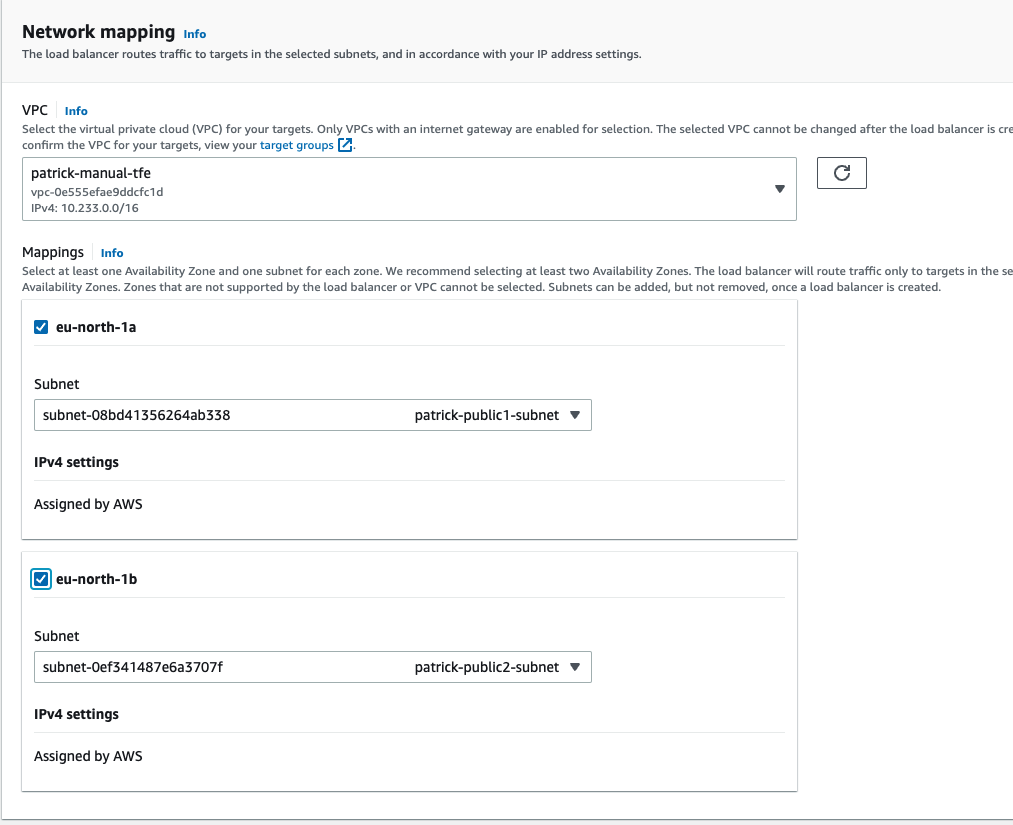 Network mapping Info
The load balancer routes traffic to targets in the selected subnets, and in accordance with your IP address settings.
VPC Info
Select the virtual private cloud (VPC) for your targets. Only VPCs with an internet gateway are enabled for selection. The selected VPC cannot be changed after the load balancer is cre
confirm the VPC for your targets, view your target groups.
patrick-manual-tfe
vpc-0e555efae9ddcfc1d
IPv4: 10.233.0.0/16
Mappings Info
Select at least one Availability Zone and one subnet for each zone. We recommend selecting at least two Availability Zones. The load balancer will route traffic only to targets in the se
Availability Zones. Zones that are not supported by the load balancer or VPC cannot be selected. Subnets can be added, but not removed, once a load balancer is created.
eu-north-1a
Subnet
subnet-08bd41356264ab338 patrick-public1-subnet
IPv4 settings
Assigned by AWS
eu-north-1b
Subnet
subnet-0ef341487e6a3707f patrick-public2-subnet
IPv4 settings
Assigned by AWS